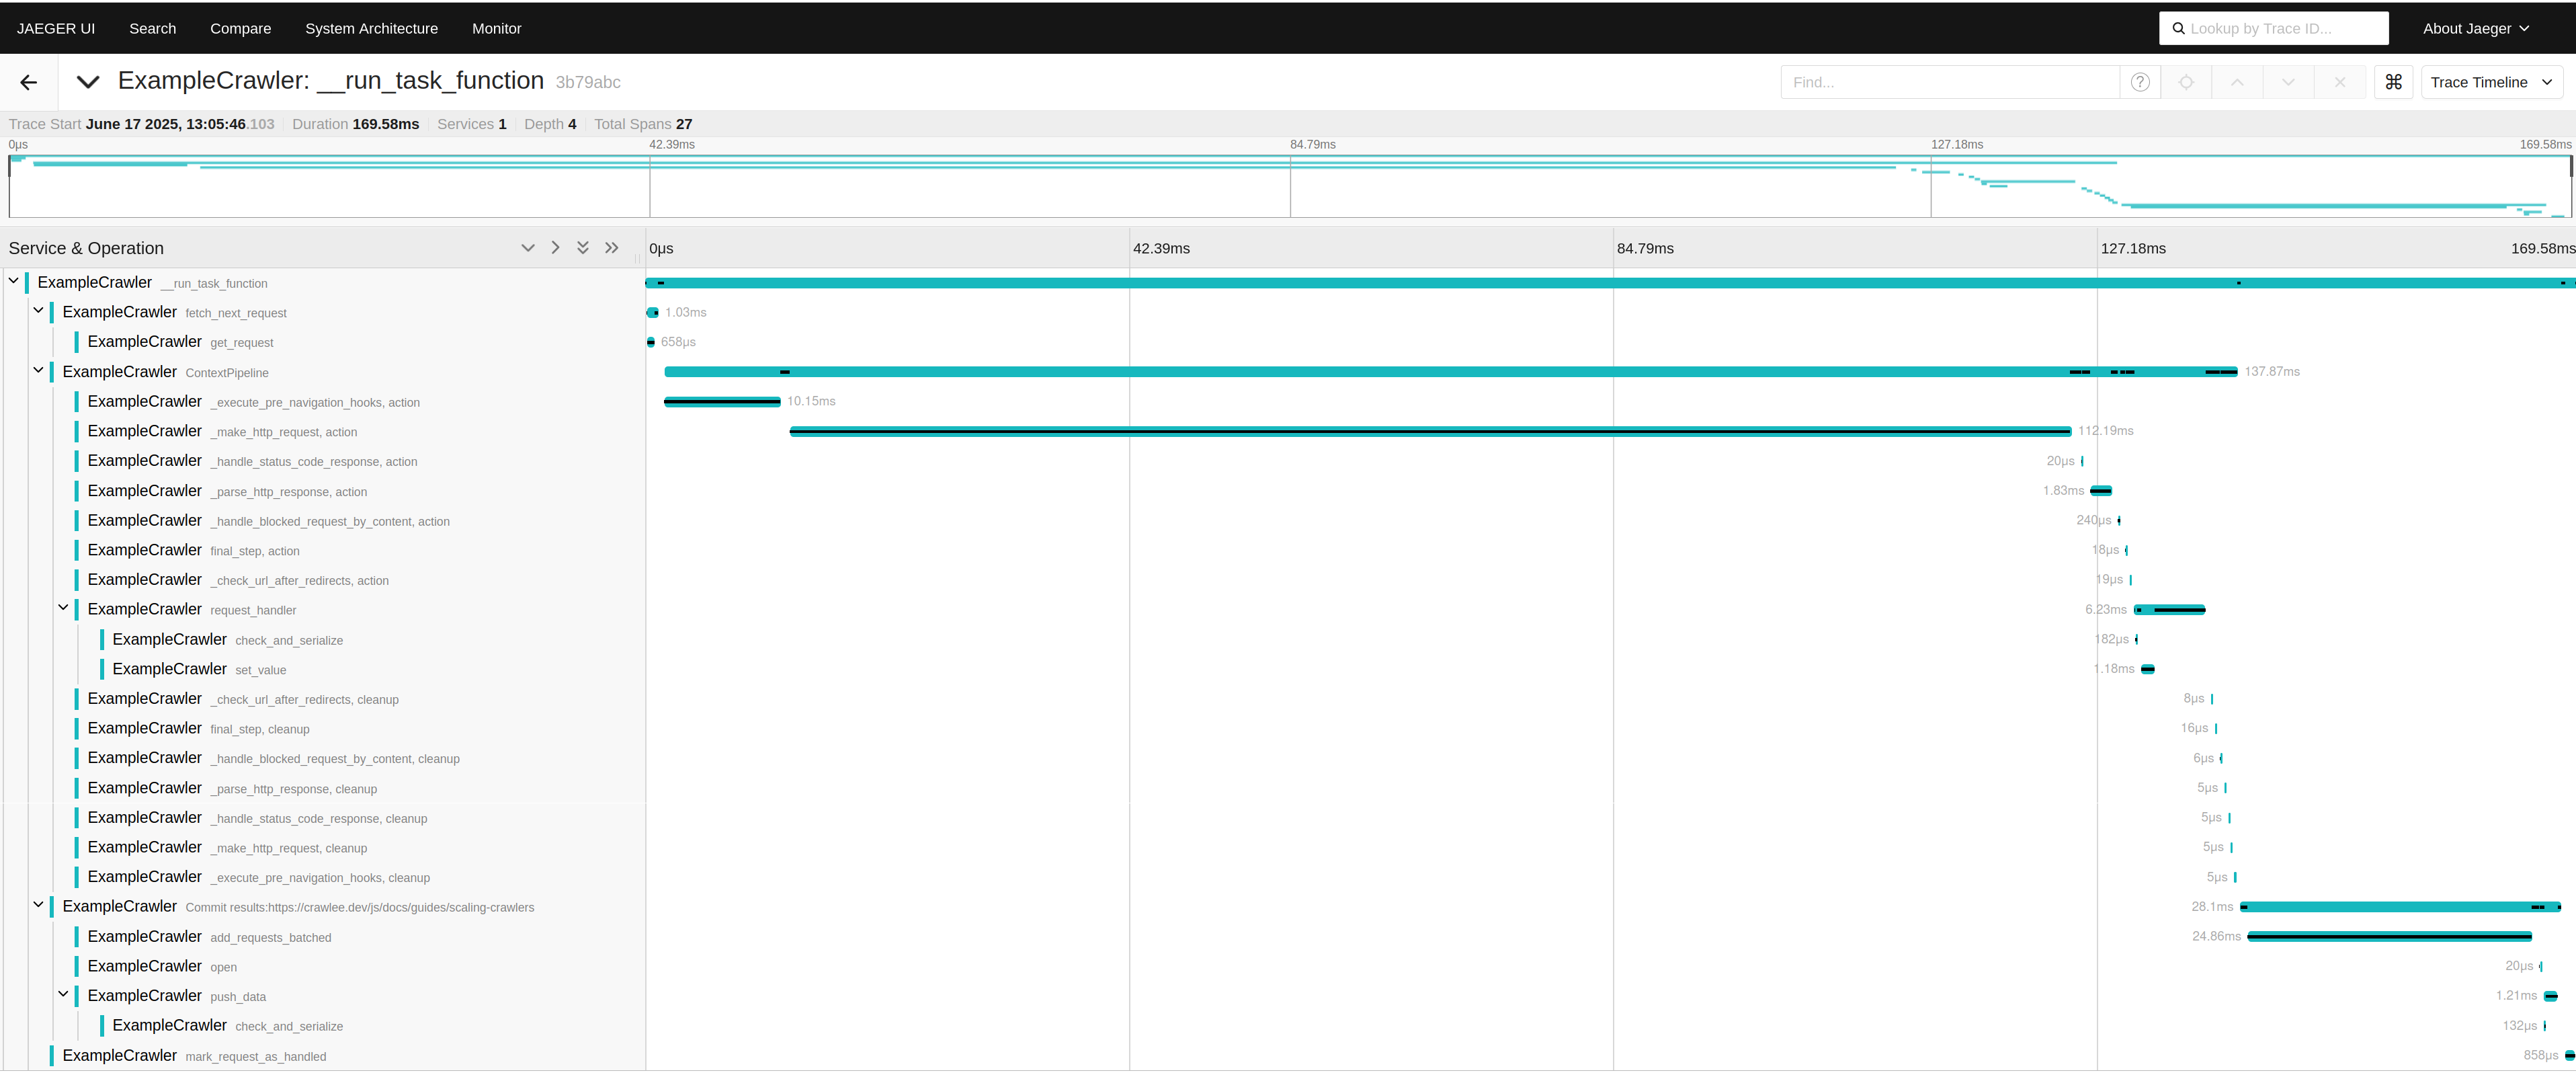 JAEGER UI Search Compare System Architecture Monitor Lookup by Trace ID... About Jaeger
ExampleCrawler: __run_task_function 3b79abc Find... ? ⌘ Trace Timeline
Trace Start June 17 2025, 13:05:46.103 Duration 169.58ms Services 1 Depth 4 Total Spans 27
0μs 42.39ms 84.79ms 127.18ms 169.58ms
Service & Operation 0μs 42.39ms 84.79ms 127.18ms 169.58ms
ExampleCrawler __run_task_function
ExampleCrawler fetch_next_request 1.03ms
ExampleCrawler get_request 658μs
ExampleCrawler ContextPipeline 137.87ms
ExampleCrawler _execute_pre_navigation_hooks, action 10.15ms
ExampleCrawler _make_http_request, action 112.19ms
ExampleCrawler _handle_status_code_response, action 20μs
ExampleCrawler _parse_http_response, action 1.83ms
ExampleCrawler _handle_blocked_request_by_content, action 240μs
ExampleCrawler final_step, action 18μs
ExampleCrawler _check_url_after_redirects, action 19μs
ExampleCrawler request_handler 6.23ms
ExampleCrawler check_and_serialize 182μs
ExampleCrawler set_value 1.18ms
ExampleCrawler _check_url_after_redirects, cleanup 8μs
ExampleCrawler final_step, cleanup 16μs
ExampleCrawler _handle_blocked_request_by_content, cleanup 6μs
ExampleCrawler _parse_http_response, cleanup 5μs
ExampleCrawler _handle_status_code_response, cleanup 5μs
ExampleCrawler _make_http_request, cleanup 5μs
ExampleCrawler _execute_pre_navigation_hooks, cleanup 5μs
ExampleCrawler Commit results:https://crawlee.dev/js/docs/guides/scaling-crawlers 28.1ms
ExampleCrawler add_requests_batched 24.86ms
ExampleCrawler open 20μs
ExampleCrawler push_data 1.21ms
ExampleCrawler check_and_serialize 132μs
ExampleCrawler mark_request_as_handled 858μs